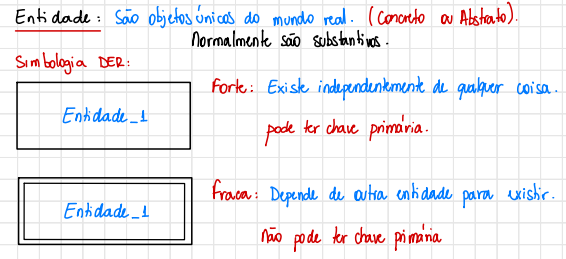 Entidade: São objetos únicos do mundo real. (Concreto ou Abstrato).
Normalmente são substantivos.
Simbologia DER:
Forte: Existe independentemente de qualquer coisa.
Entidade_1
pode ter chave primária.
Fraca: Depende de outra entidade para existir.
Entidade_1
Não pode ter chave primária